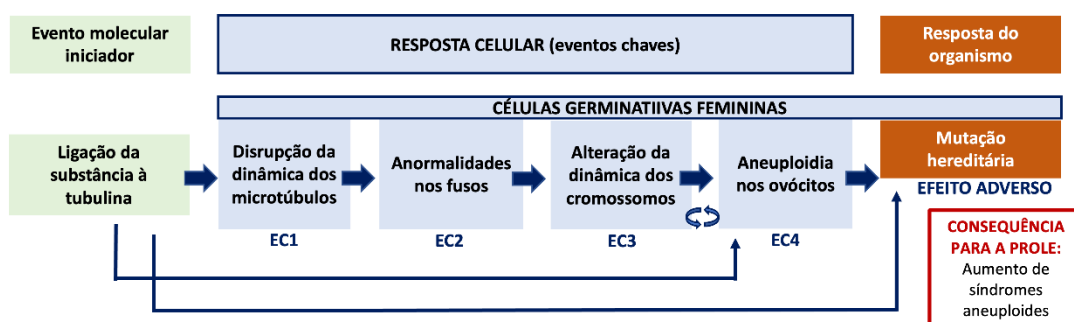 Evento molecular
iniciador
RESPOSTA CELULAR (eventos chaves)
Resposta do
organismo
CÉLULAS GERMINATIIVAS FEMININAS
Ligação da
substância à
tubulina
Disrupção da
dinâmica dos
microtúbulos
EC1
Anormalidades
nos fusos
EC2
Alteração da
dinâmica dos
cromossomos
EC3
Aneuploidia
nos ovócitos
EC4
Mutação
hereditária
EFEITO ADVERSO
CONSEQUÊNCIA
PARA A PROLE:
Aumento de
síndromes
aneuploides